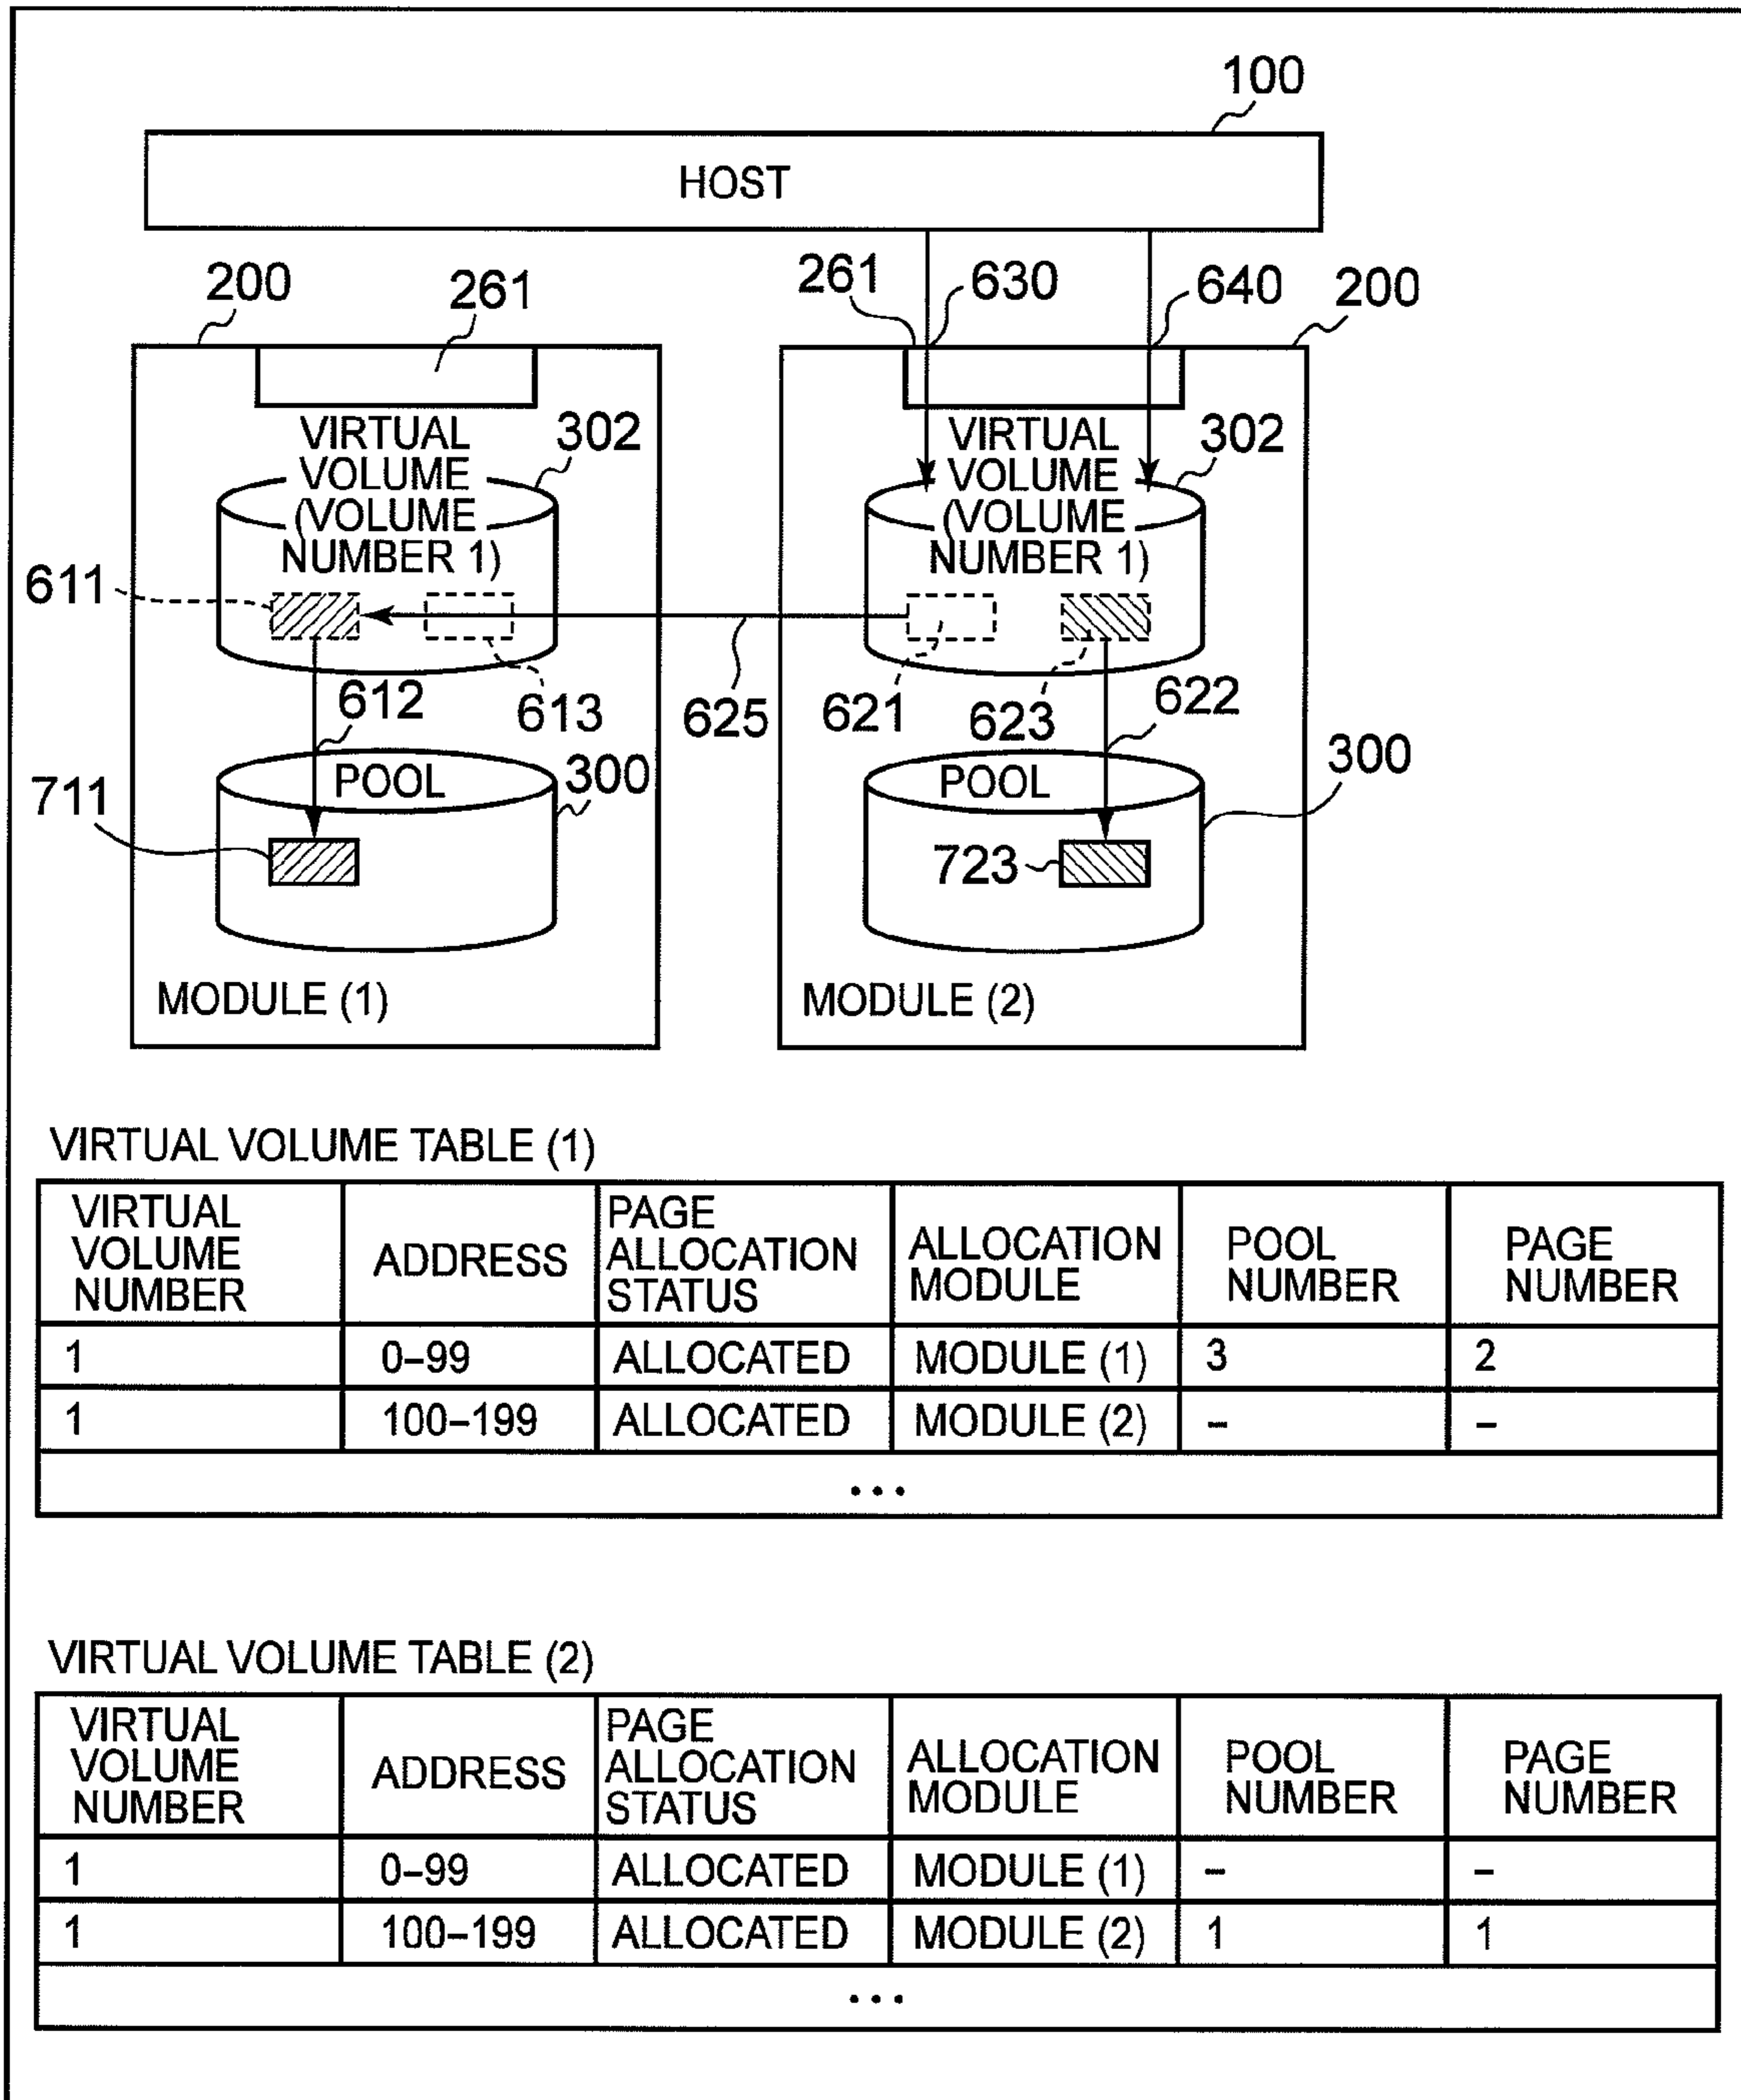 100
HOST
200
261
261
630
640
200
VIRTUAL
VOLUME
(VOLUME
NUMBER 1)
302
VIRTUAL
VOLUME
(VOLUME
NUMBER 1)
302
611
612
613
625
621
623
622
POOL
300
POOL
300
711
723
MODULE (1)
MODULE (2)
VIRTUAL VOLUME TABLE (1)
VIRTUAL VOLUME NUMBER ADDRESS PAGE ALLOCATION STATUS ALLOCATION MODULE POOL NUMBER PAGE NUMBER
1 0–99 ALLOCATED MODULE (1) 3 2
1 100–199 ALLOCATED MODULE (2) – –
...
VIRTUAL VOLUME TABLE (2)
VIRTUAL VOLUME NUMBER ADDRESS PAGE ALLOCATION STATUS ALLOCATION MODULE POOL NUMBER PAGE NUMBER
1 0–99 ALLOCATED MODULE (1) – –
1 100–199 ALLOCATED MODULE (2) 1 1
...